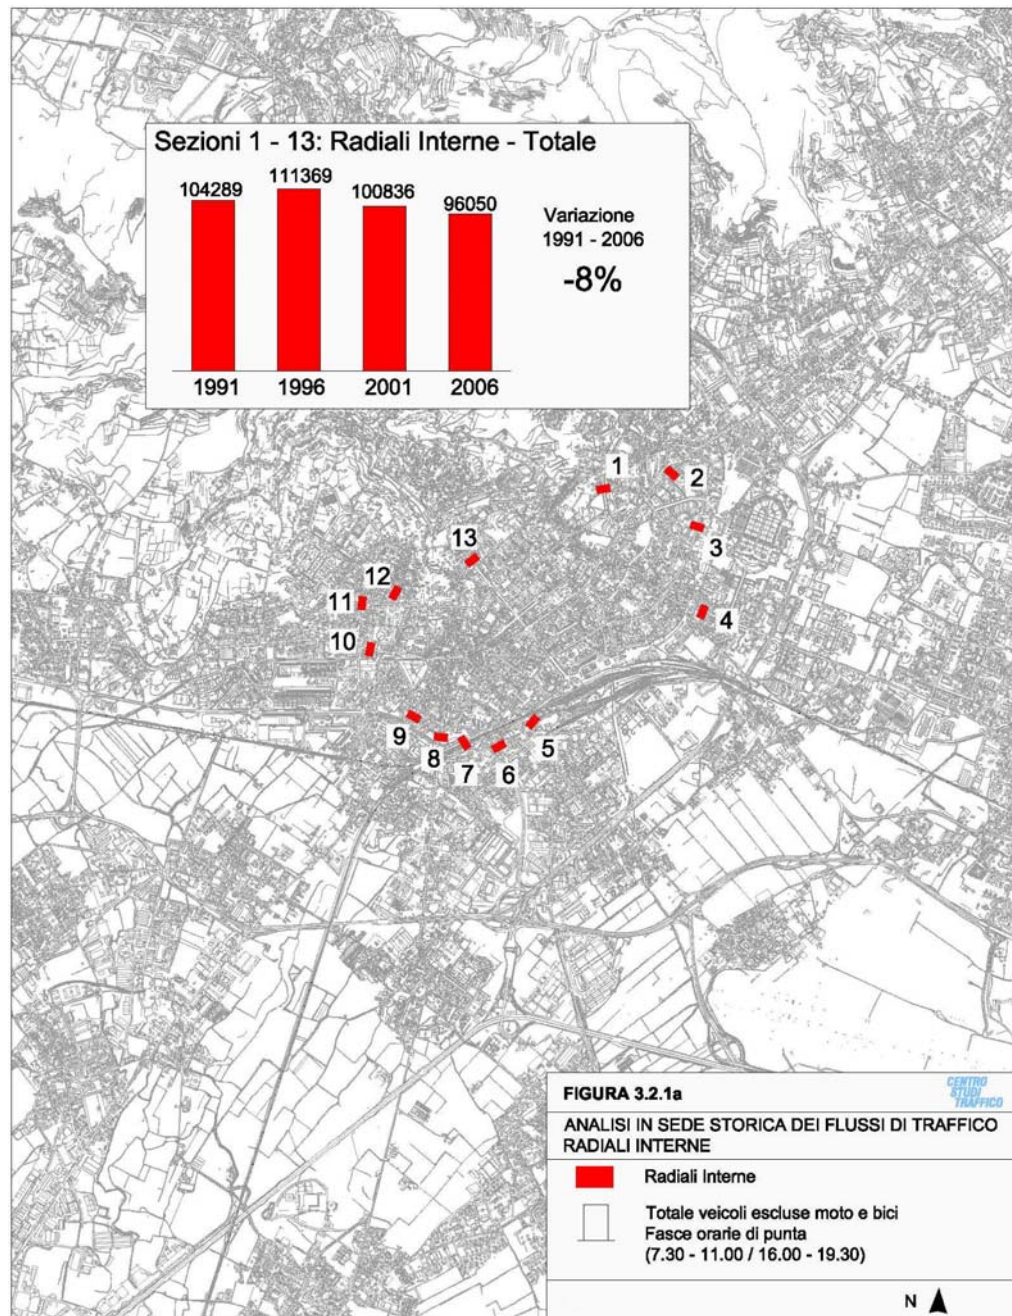 Sezioni 1 - 13: Radiali Interne - Totale
104289
111369
100836
96050
1991
1996
2001
2006
Variazione
1991 - 2006
-8%
1
2
3
4
5
6
7
8
9
10
11
12
13
FIGURA 3.2.1a
CENTRO
STUDI
TRAFFICO
ANALISI IN SEDE STORICA DEI FLUSSI DI TRAFFICO
RADIALI INTERNE
Radiali Interne
Totale veicoli escluse moto e bici
Fasce orarie di punta
(7.30 - 11.00 / 16.00 - 19.30)
N